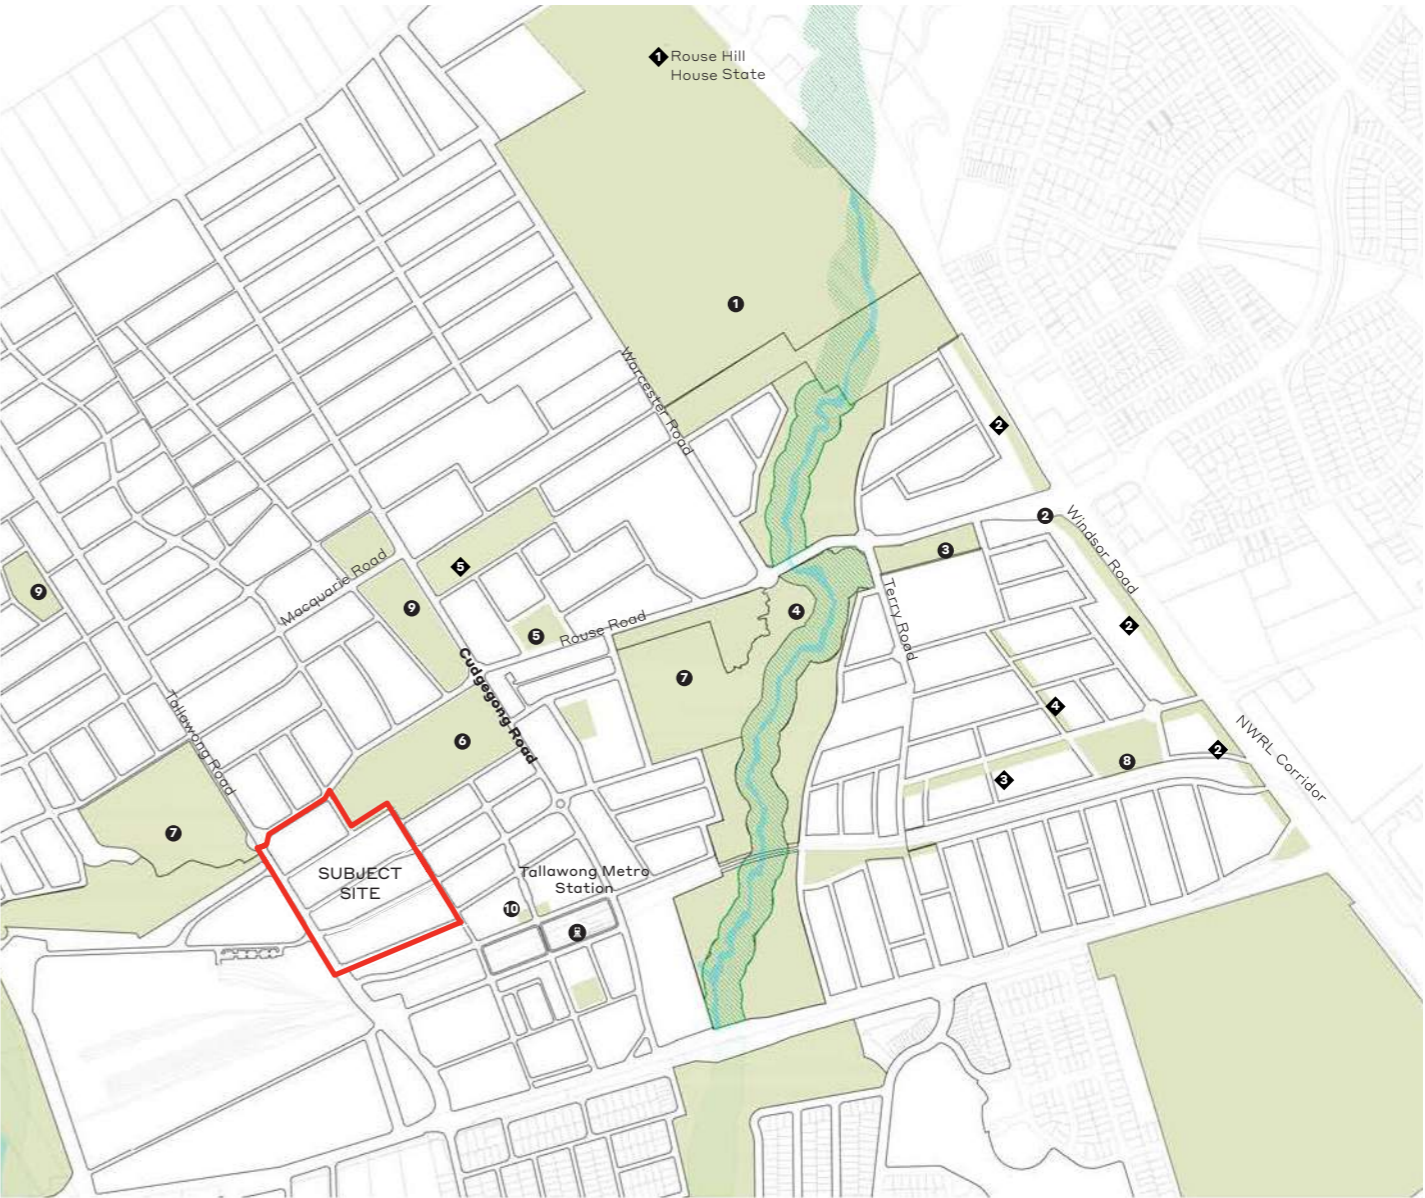 1
Rouse Hill
House State
1
Worcester Road
2
2
Windsor Road
3
5
Macquarie Road
9
9
4
Terry Road
5
Rouse Road
2
Cudgegong Road
7
Tallawong Road
4
6
NWRL Corridor
2
8
3
7
SUBJECT
SITE
Tallawong Metro
Station
10